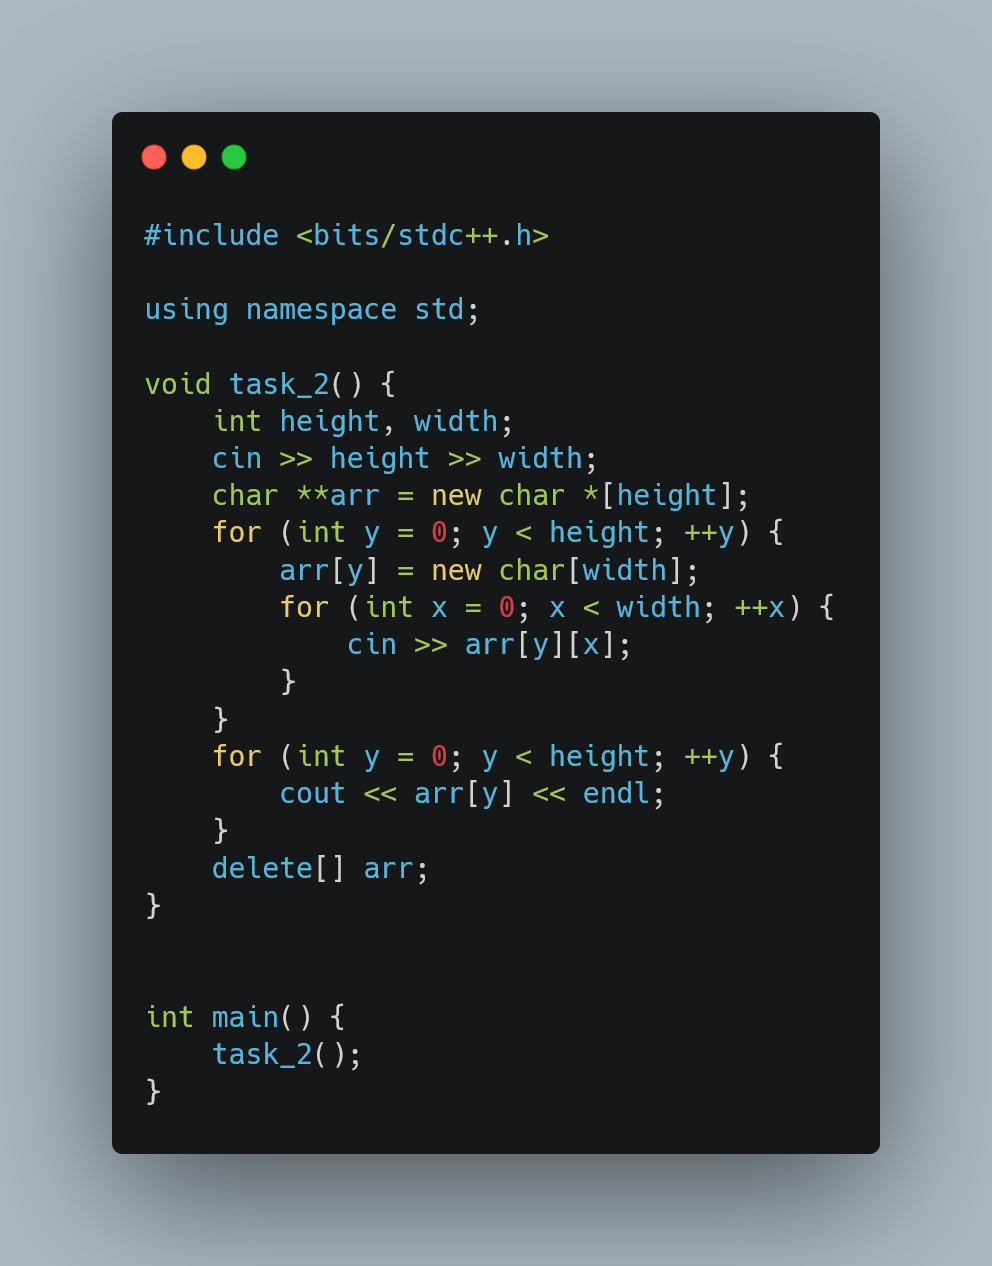 #include <bits/stdc++.h>

using namespace std;

void task_2() {
    int height, width;
    cin >> height >> width;
    char **arr = new char *[height];
    for (int y = 0; y < height; ++y) {
        arr[y] = new char[width];
        for (int x = 0; x < width; ++x) {
            cin >> arr[y][x];
        }
    }
    for (int y = 0; y < height; ++y) {
        cout << arr[y] << endl;
    }
    delete[] arr;
}


int main() {
    task_2();
}